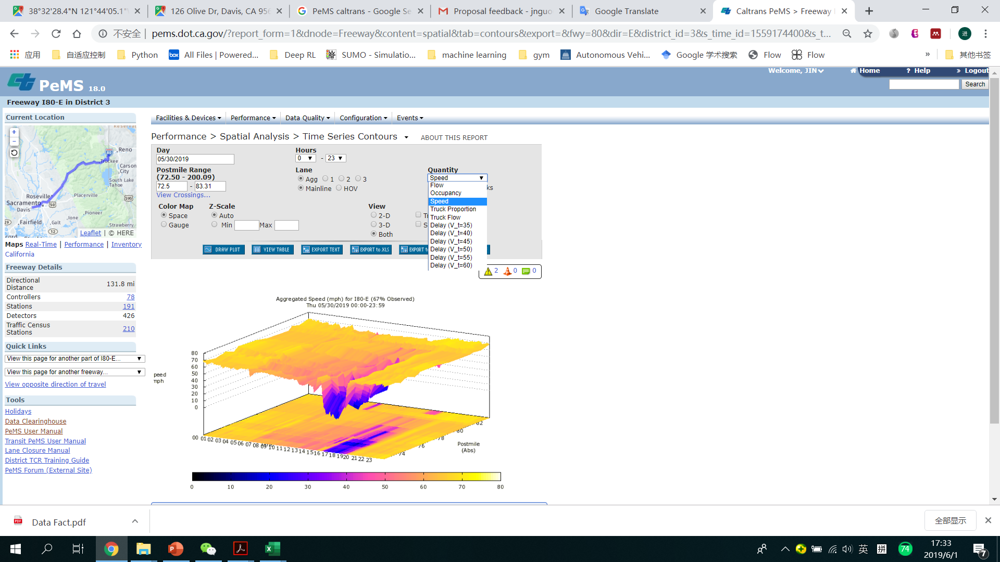 38°32'28.4"N 121°44'05.1"
126 Olive Dr, Davis, CA 956
PeMS caltrans - Google Se
Proposal feedback - jnguo
Google Translate
Caltrans PeMS > Freeway
不安全 | pems.dot.ca.gov/?report_form=1&dnode=Freeway&content=spatial&tab=contours&export=&fwy=80&dir=E&district_id=3&s_time_id=1559174400&s_t...
进
应用 自适应控制 Python All Files | Powered... Deep RL SUMO - Simulatio... machine learning gym Autonomous Vehi... Google 学术搜索 Flow Flow » 其他书签
Welcome, JIN Home ? Help » Logout
PeMS 18.0
Search
Freeway I80-E in District 3
Current Location
Reno
Truckee
Carson City
South Lake Tahoe
Placerville
Roseville
Sacramento
Davis
Pioneer
Ione
Fairfield
Galt
Strawberry
80
50
395
29
12
Leaflet | © HERE
Maps Real-Time | Performance | Inventory
California
Freeway Details
Directional Distance 131.8 mi
Controllers 78
Stations 191
Detectors 426
Traffic Census Stations 210
Quick Links
View this page for another part of I80-E...
View this page for another freeway...
View opposite direction of travel
Tools
Holidays
Data Clearinghouse
PeMS User Manual
Transit PeMS User Manual
Lane Closure Manual
District TCR Training Guide
PeMS Forum (External Site)
Facilities & Devices Performance Data Quality Configuration Events
Performance > Spatial Analysis > Time Series Contours ABOUT THIS REPORT
Day
05/30/2019
Hours
0 - 23
Postmile Range
(72.50 - 200.09)
72.5 - 83.31
View Crossings...
Lane
Agg 1 2 3
Mainline HOV
Quantity
Speed
Flow
Occupancy
Speed
Truck Proportion
Truck Flow
Delay (V_t=35)
Delay (V_t=40)
Delay (V_t=45)
Delay (V_t=50)
Delay (V_t=55)
Delay (V_t=60)
ks
Color Map
Space
Gauge
Z-Scale
Auto
Min Max
View
2-D
3-D
Both
DRAW PLOT VIEW TABLE EXPORT TEXT EXPORT to .XLS EXPORT
2 0 0
Aggregated Speed (mph) for I80-E (67% Observed)
Thu 05/30/2019 00:00-23:59
80
70
60
50
40
30
20
10
0
peed
mph
00 01 02 03 04 05 06 07 08 09 10 11 12 13 14 15 16 17 18 19 20 21 22 23
74 76 78 80 82
Postmile
(Abs)
0 10 20 30 40 50 60 70 80
Data Fact.pdf
全部显示
74
英
拼
17:33
2019/6/1
7